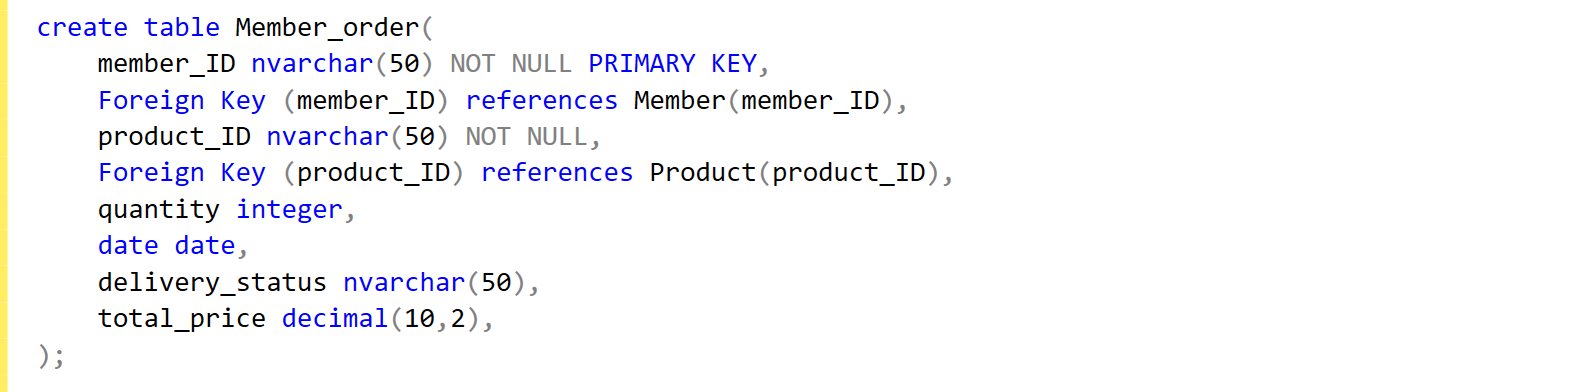 create table Member_order(
    member_ID nvarchar(50) NOT NULL PRIMARY KEY,
    Foreign Key (member_ID) references Member(member_ID),
    product_ID nvarchar(50) NOT NULL,
    Foreign Key (product_ID) references Product(product_ID),
    quantity integer,
    date date,
    delivery_status nvarchar(50),
    total_price decimal(10,2),
);